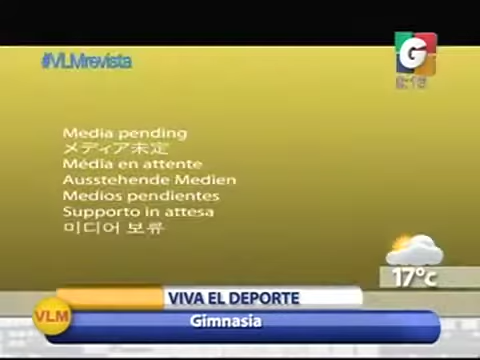 #VLMrevista
G
Media pending
メディア未定
Média en attente
Ausstehende Medien
Medios pendientes
Supporto in attesa
미디어 보류
17°c
VIVA EL DEPORTE
VLM
Gimnasia